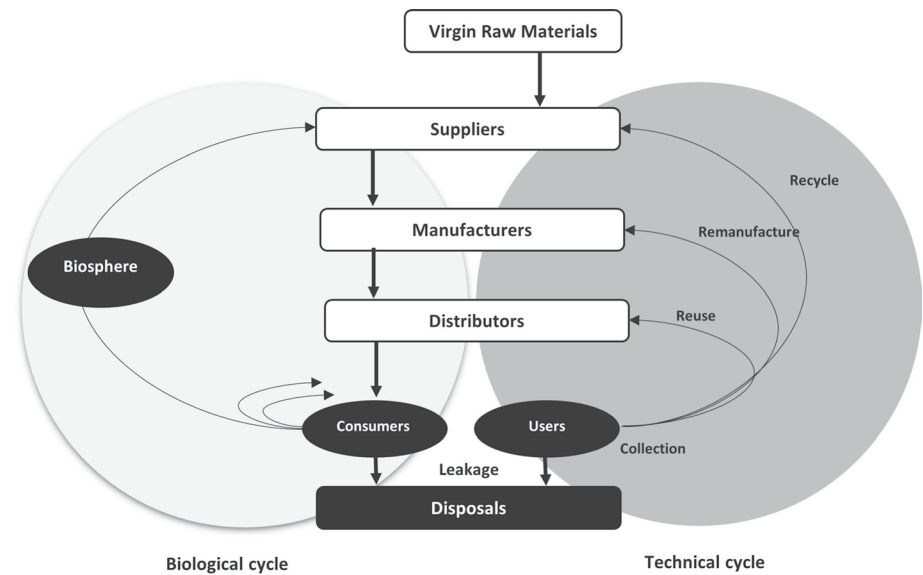 Virgin Raw Materials
Suppliers
Recycle
Manufacturers
Remanufacture
Biosphere
Distributors
Reuse
Consumers
Users
Collection
Leakage
Disposals
Biological cycle
Technical cycle